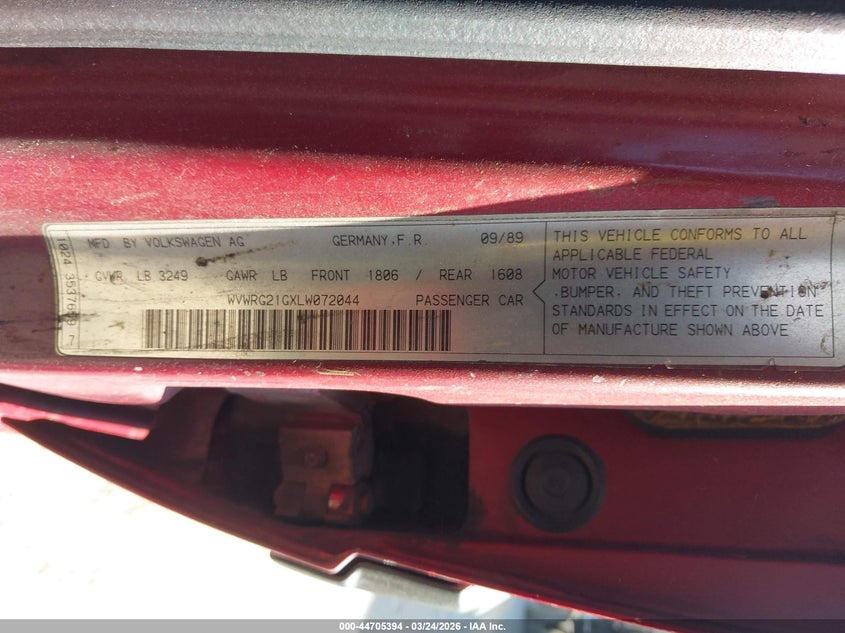 MFD BY VOLKSWAGEN AG GERMANY,F.R. 09/89
GVWR LB 3249 GAWR LB FRONT 1806 / REAR 1608
WVWRG21GXLW072044 PASSENGER CAR
THIS VEHICLE CONFORMS TO ALL
APPLICABLE FEDERAL
MOTOR VEHICLE SAFETY
,BUMPER, AND THEFT PREVENTION
STANDARDS IN EFFECT ON THE DATE
OF MANUFACTURE SHOWN ABOVE
1024
000-44705394 - 03/24/2026 - IAA Inc.